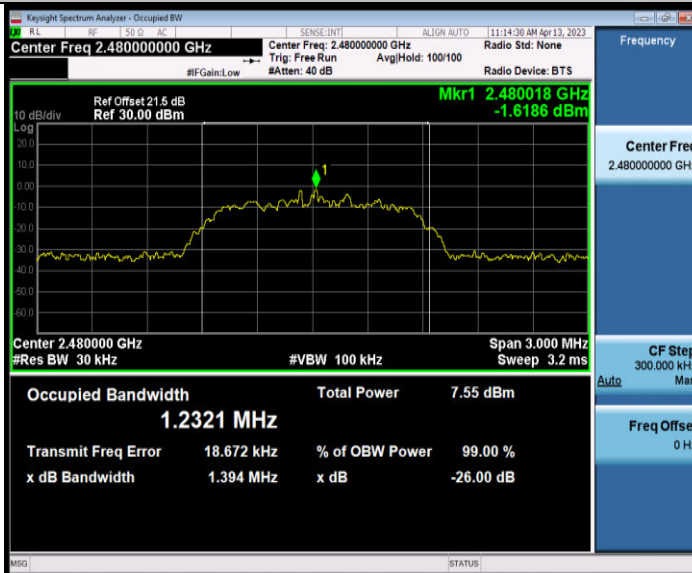 Keysight Spectrum Analyzer - Occupied BW
RL RF 50 Ω AC SENSE:INT ALIGN AUTO 11:14:30 AM Apr 13, 2023
Center Freq 2.480000000 GHz
Center Freq: 2.480000000 GHz Radio Std: None
Trig: Free Run Avg|Hold: 100/100
#IFGain:Low #Atten: 40 dB Radio Device: BTS
Frequency
Mkr1 2.480018 GHz
-1.6186 dBm
Ref Offset 21.5 dB
10 dB/div Ref 30.00 dBm
Log
20.0
10.0
0.00
-10.0
-20.0
-30.0
-40.0
-50.0
-60.0
1
Center 2.480000 GHz Span 3.000 MHz
#Res BW 30 kHz #VBW 100 kHz Sweep 3.2 ms
Occupied Bandwidth Total Power 7.55 dBm
1.2321 MHz
Transmit Freq Error 18.672 kHz % of OBW Power 99.00 %
x dB Bandwidth 1.394 MHz x dB -26.00 dB
Center Freq
2.480000000 GH
CF Step
300.000 kH
Auto Ma
Freq Offse
0 H
MSG STATUS